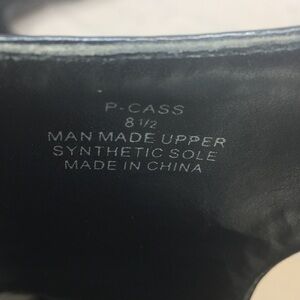 P-CASS
8 1/2
MAN MADE UPPER
SYNTHETIC SOLE
MADE IN CHINA